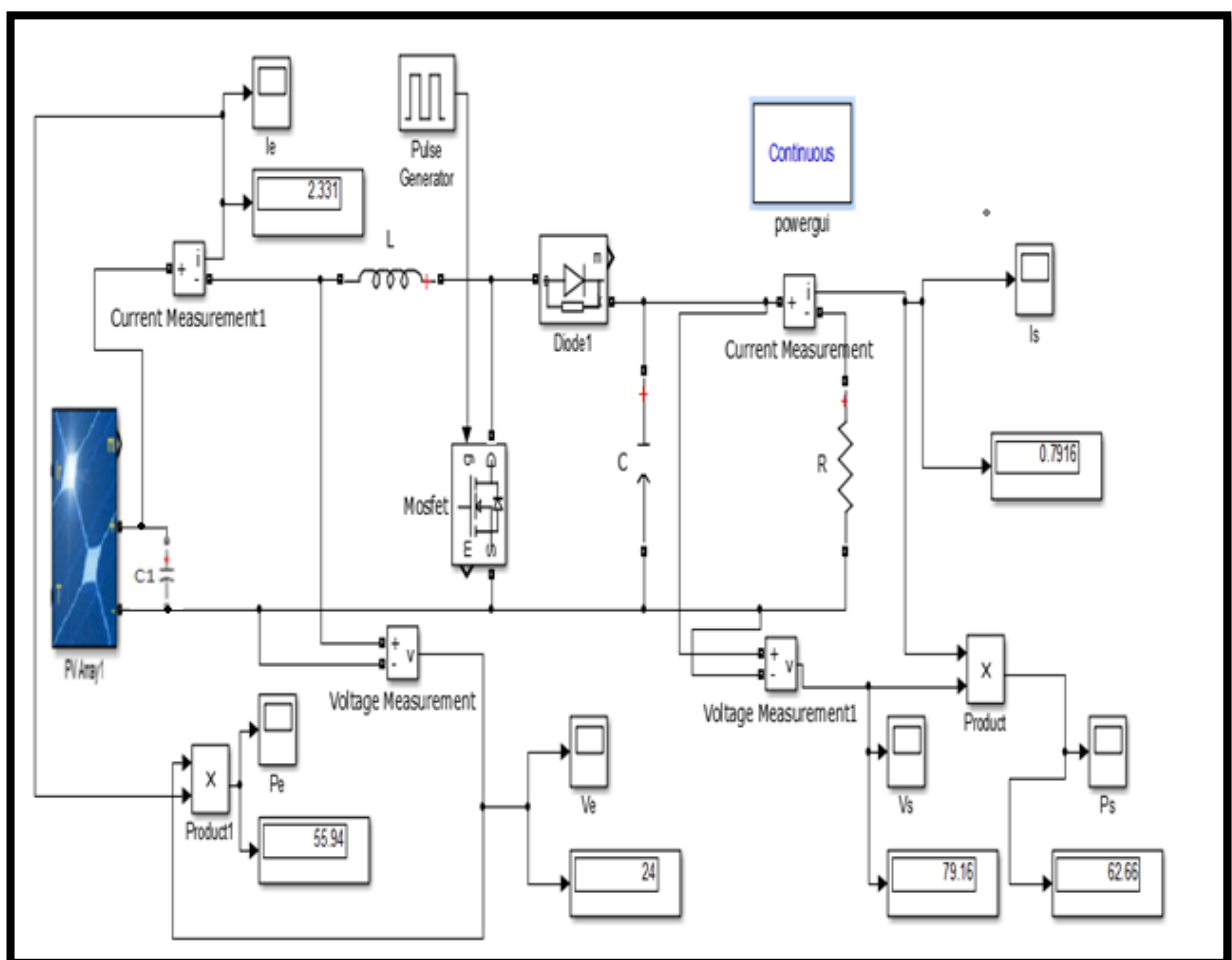 Ie
2.331
Pulse
Generator
Continuous
powergui
L
i
+
-
Current Measurement1
m
Diode1
i
+
-
Current Measurement
Is
0.7916
g
D
Mosfet
m
S
C
R
m
Ir
+
T
-
PV Array1
C1
+
-
v
Voltage Measurement
+
-
v
Voltage Measurement1
X
Product
Pe
X
Product1
55.94
Ve
24
Vs
79.16
Ps
62.66